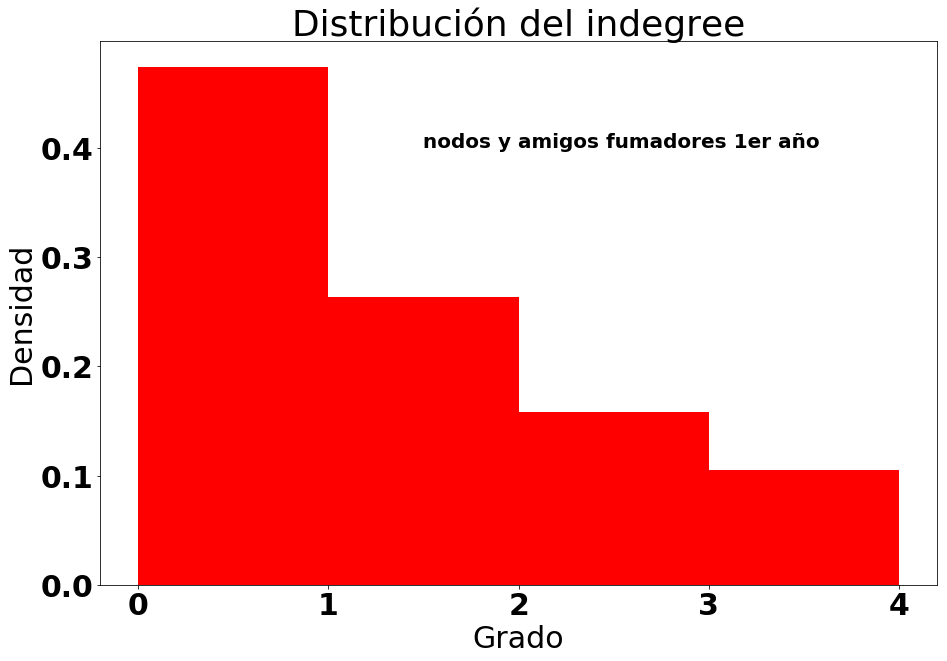 Distribución del indegree
nodos y amigos fumadores 1er año
Densidad
0.4
0.3
0.2
0.1
0.0
0 1 2 3 4
Grado